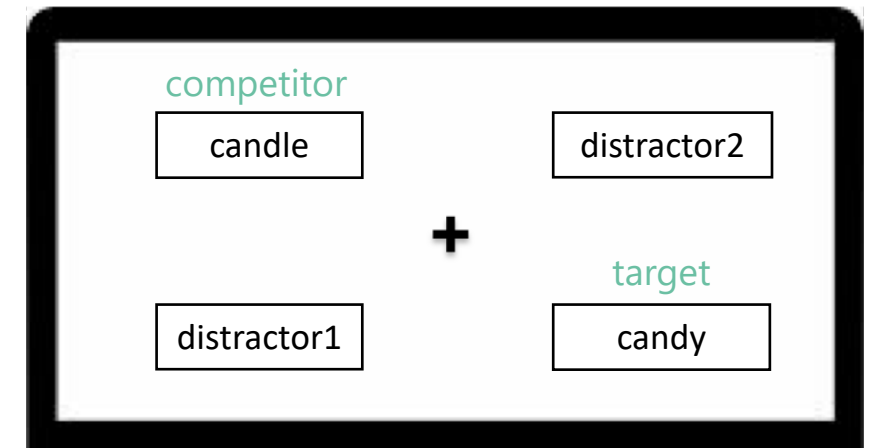 competitor
candle
distractor2
+
target
distractor1
candy